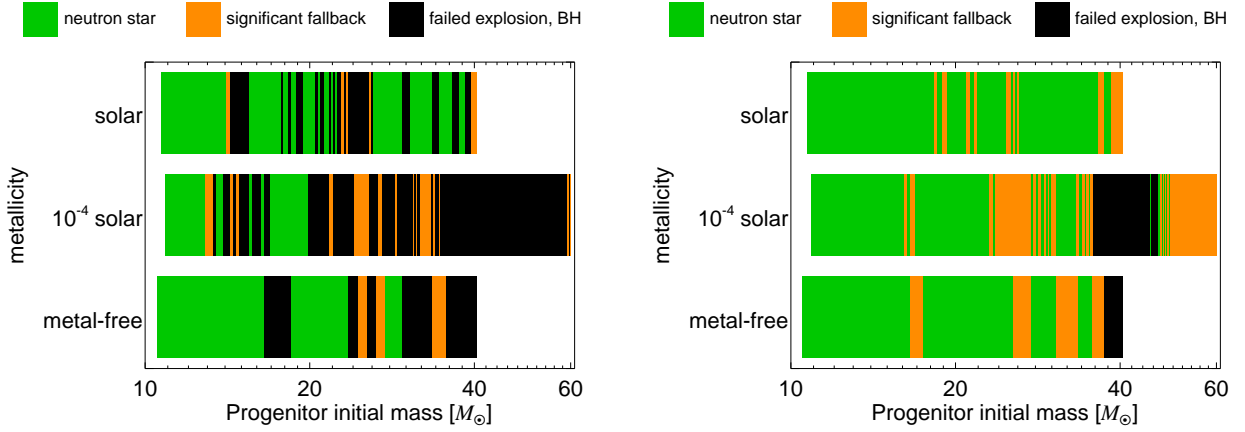 neutron star significant fallback failed explosion, BH
metallicity
solar
10⁻⁴ solar
metal-free
10 20 40 60
Progenitor initial mass [M⊙]
neutron star significant fallback failed explosion, BH
metallicity
solar
10⁻⁴ solar
metal-free
10 20 40 60
Progenitor initial mass [M⊙]